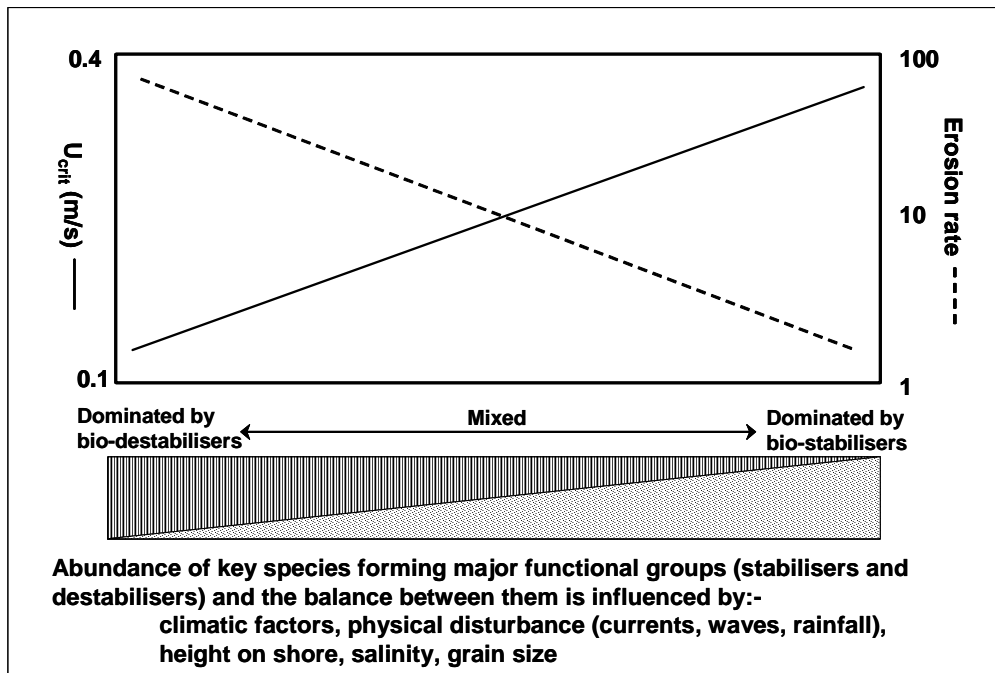 0.4
100
U crit (m/s)
10
Erosion rate
0.1
1
Dominated by
bio-destabilisers
Mixed
Dominated by
bio-stabilisers
Abundance of key species forming major functional groups (stabilisers and
destabilisers) and the balance between them is influenced by:-
climatic factors, physical disturbance (currents, waves, rainfall),
height on shore, salinity, grain size